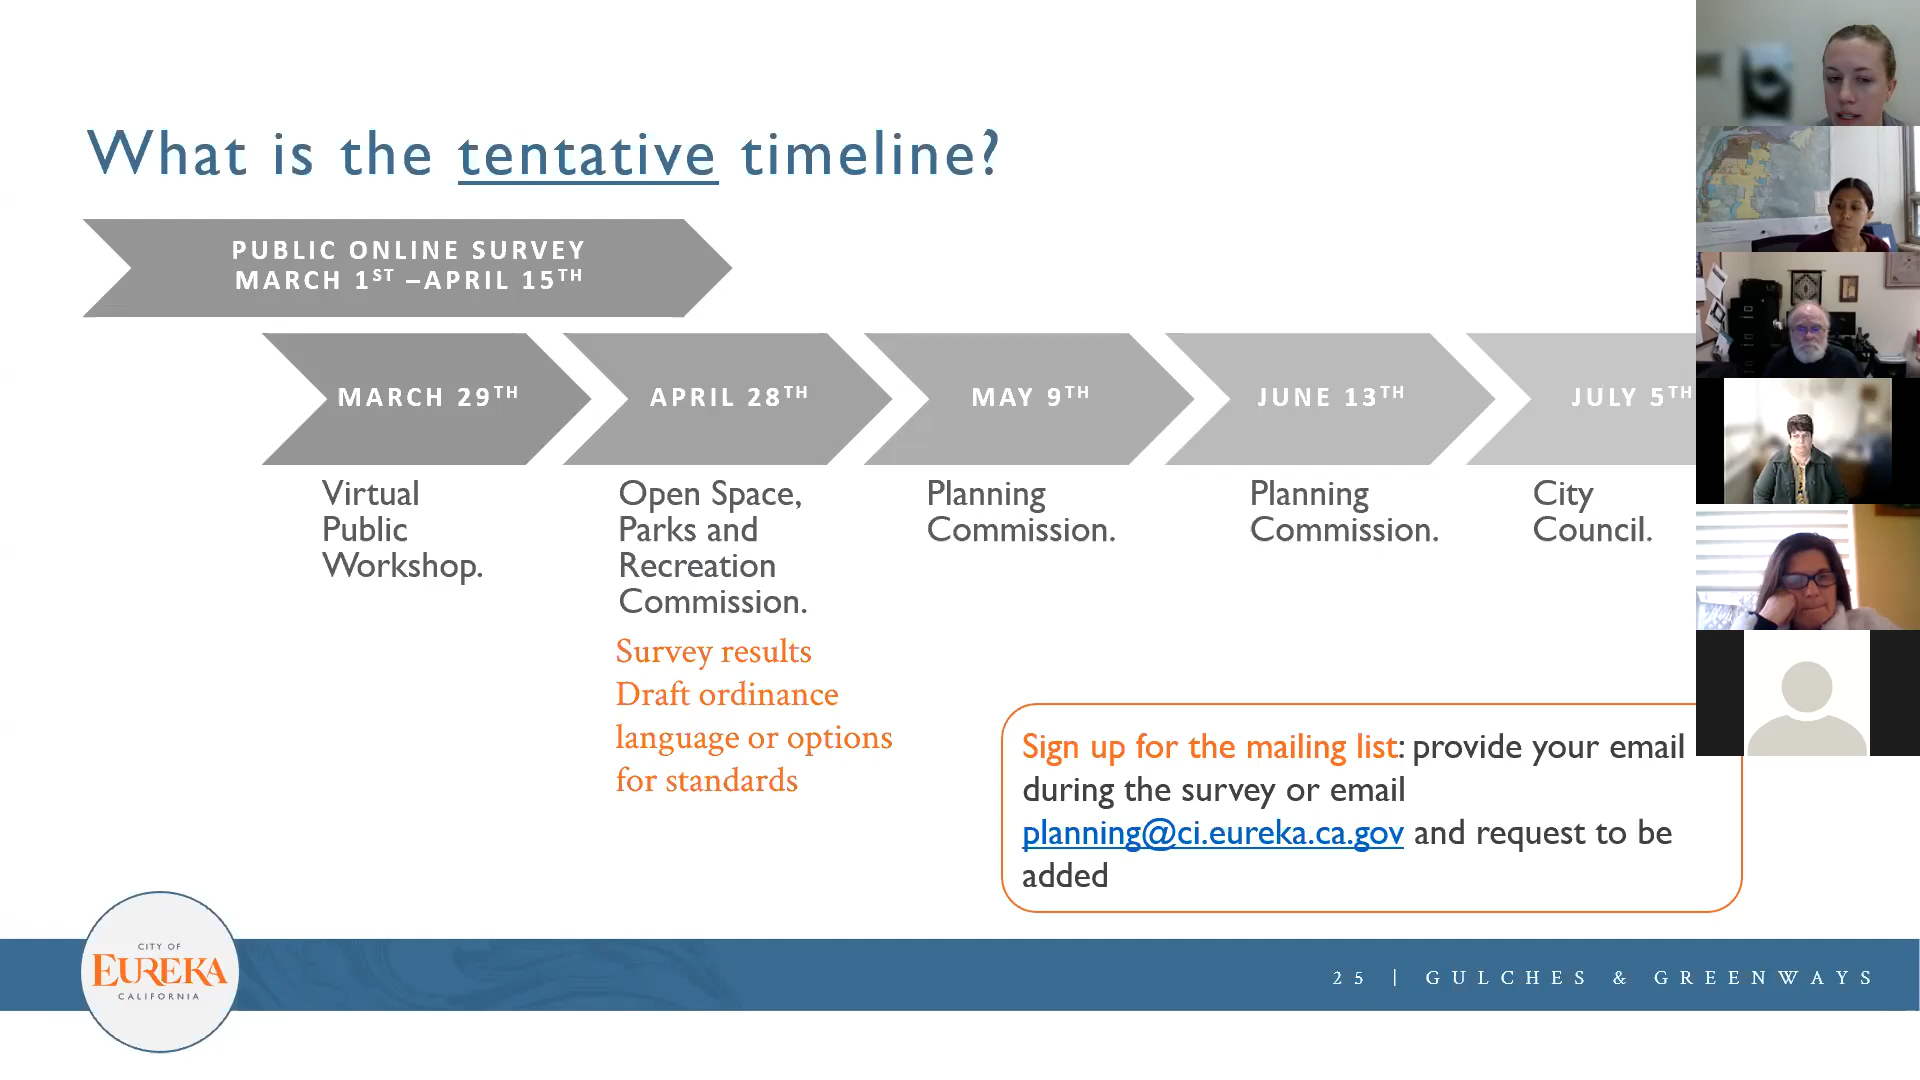 What is the tentative timeline?
PUBLIC ONLINE SURVEY
MARCH 1ST –APRIL 15TH
MARCH 29TH
APRIL 28TH
MAY 9TH
JUNE 13TH
JULY 5TH
Virtual
Public
Workshop.
Open Space,
Parks and
Recreation
Commission.
Survey results
Draft ordinance
language or options
for standards
Planning
Commission.
Planning
Commission.
City
Council.
Sign up for the mailing list: provide your email
during the survey or email
planning@ci.eureka.ca.gov and request to be
added
CITY OF
EUREKA
CALIFORNIA
25 | GULCHES & GREENWAYS